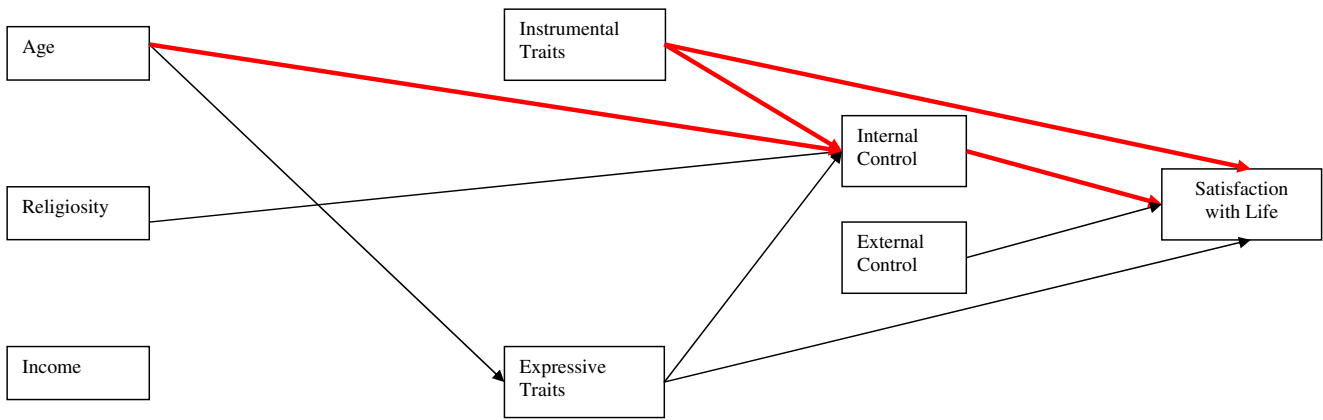 Age
Instrumental
Traits
Internal
Control
Religiosity
Satisfaction
with Life
External
Control
Income
Expressive
Traits